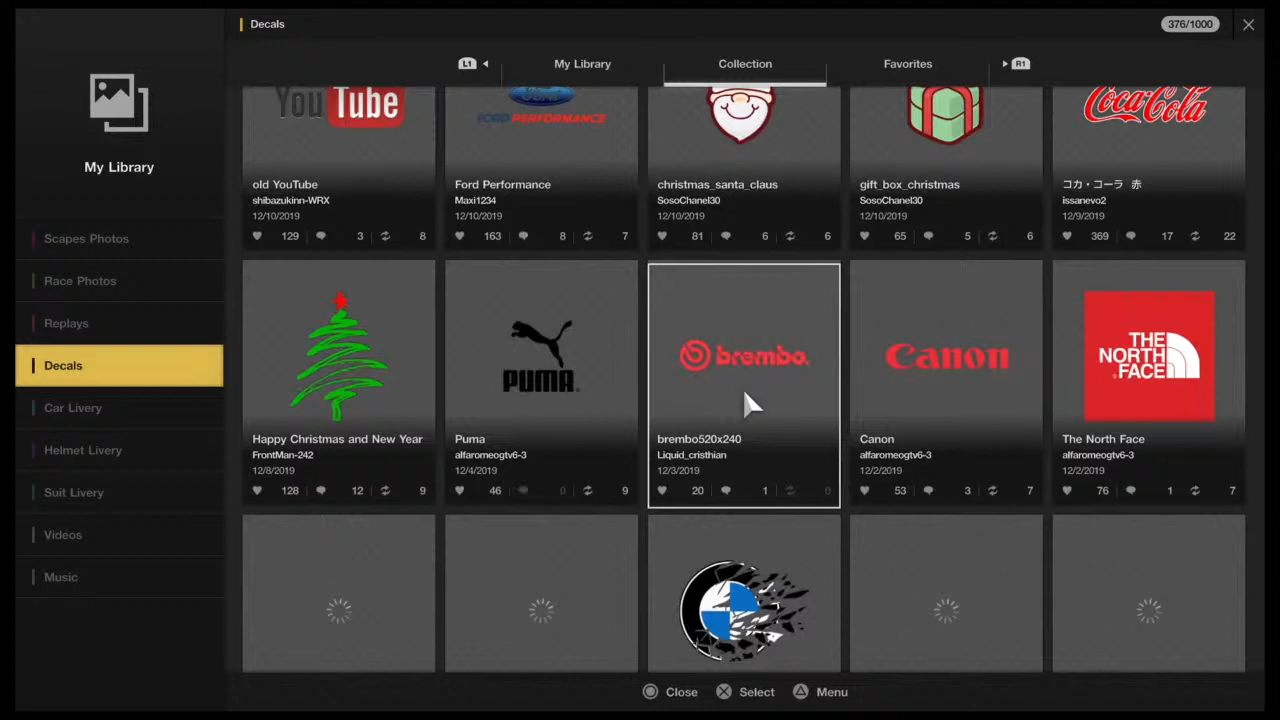 Decals
376/1000
My Library
L1
My Library
Collection
Favorites
R1
Scapes Photos
Race Photos
Replays
Decals
Car Livery
Helmet Livery
Suit Livery
Videos
Music
You Tube
Ford
FORD PERFORMANCE
Coca-Cola
old YouTube
shibazukinn-WRX
12/10/2019
129 3 8
Ford Performance
Maxi1234
12/10/2019
163 8 7
christmas_santa_claus
SosoChanel30
12/10/2019
81 6 6
gift_box_christmas
SosoChanel30
12/10/2019
65 5 6
コカ・コーラ 赤
issanevo2
12/9/2019
369 17 22
Happy Christmas and New Year
FrontMan-242
12/8/2019
128 12 9
PUMA
Puma
alfaromeogtv6-3
12/4/2019
46 0 9
brembo.
brembo520x240
Liquid_cristhian
12/3/2019
20 1 0
Canon
Canon
alfaromeogtv6-3
12/2/2019
53 3 7
THE
NORTH
FACE
The North Face
alfaromeogtv6-3
12/2/2019
76 1 7
Close
Select
Menu